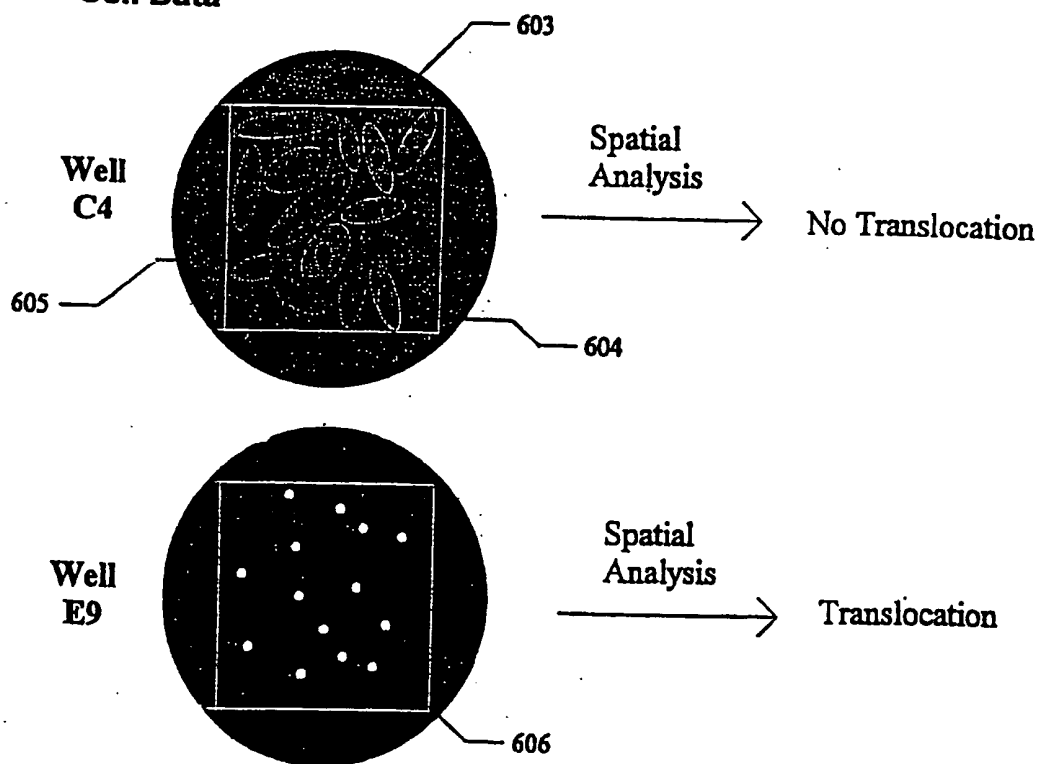 603
Spatial
Analysis
Well
C4
No Translocation
605
604
Spatial
Analysis
Well
E9
Translocation
606